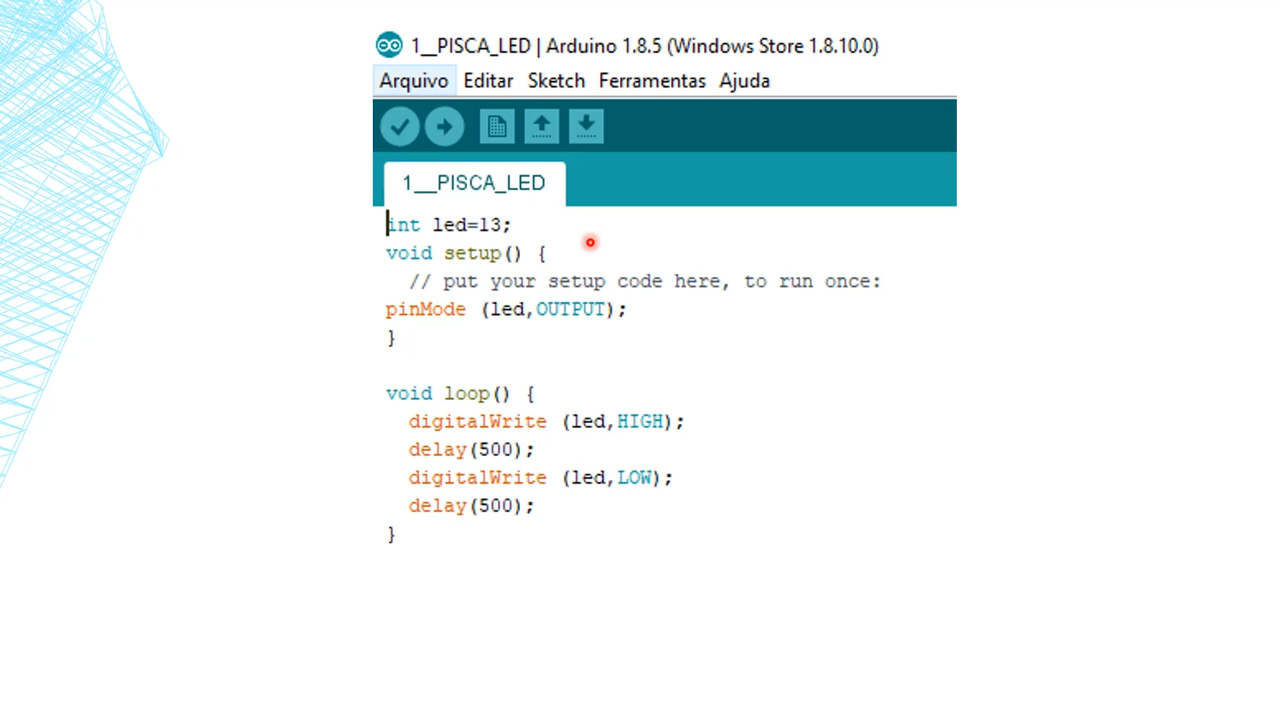 1__PISCA_LED | Arduino 1.8.5 (Windows Store 1.8.10.0)
Arquivo Editar Sketch Ferramentas Ajuda
1__PISCA_LED
int led=13;
void setup() {
  // put your setup code here, to run once:
pinMode (led,OUTPUT);
}

void loop() {
  digitalWrite (led,HIGH);
  delay(500);
  digitalWrite (led,LOW);
  delay(500);
}